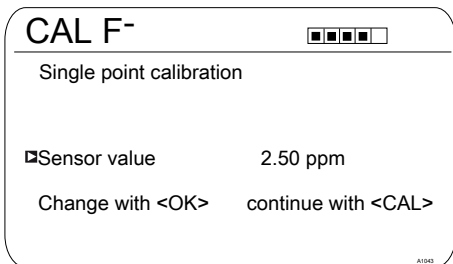 CAL F-
Single point calibration
Sensor value 2.50 ppm
Change with <OK> continue with <CAL>
A1043